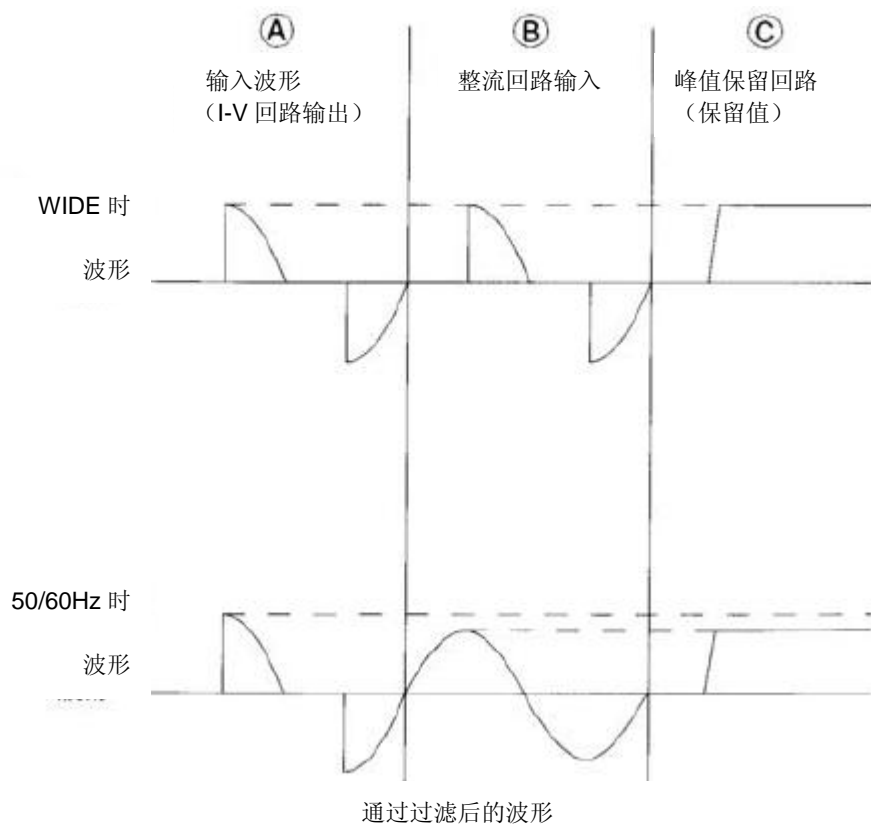 A
B
C
输入波形
（I-V 回路输出）
整流回路输入
峰值保留回路
（保留值）
WIDE 时
波形
50/60Hz 时
波形
通过过滤后的波形